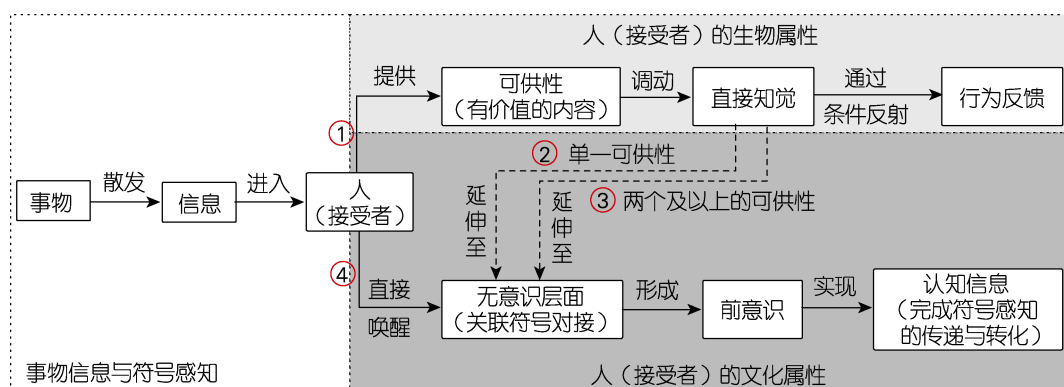 人（接受者）的生物属性
提供
可供性
（有价值的内容）
调动
直接知觉
通过
条件反射
行为反馈
①
② 单一可供性
③ 两个及以上的可供性
事物
散发
信息
进入
人
（接受者）
延伸至
延伸至
④
直接
唤醒
无意识层面
（关联符号对接）
形成
前意识
实现
认知信息
（完成符号感知
的传递与转化）
事物信息与符号感知
人（接受者）的文化属性